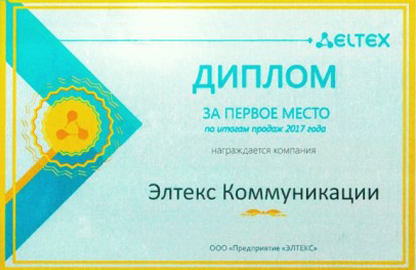 ELTEX
ДИПЛОМ
ЗА ПЕРВОЕ МЕСТО
по итогам продаж 2017 года
награждается компания
Элтекс Коммуникации
ООО «Предприятие «ЭЛТЕКС»